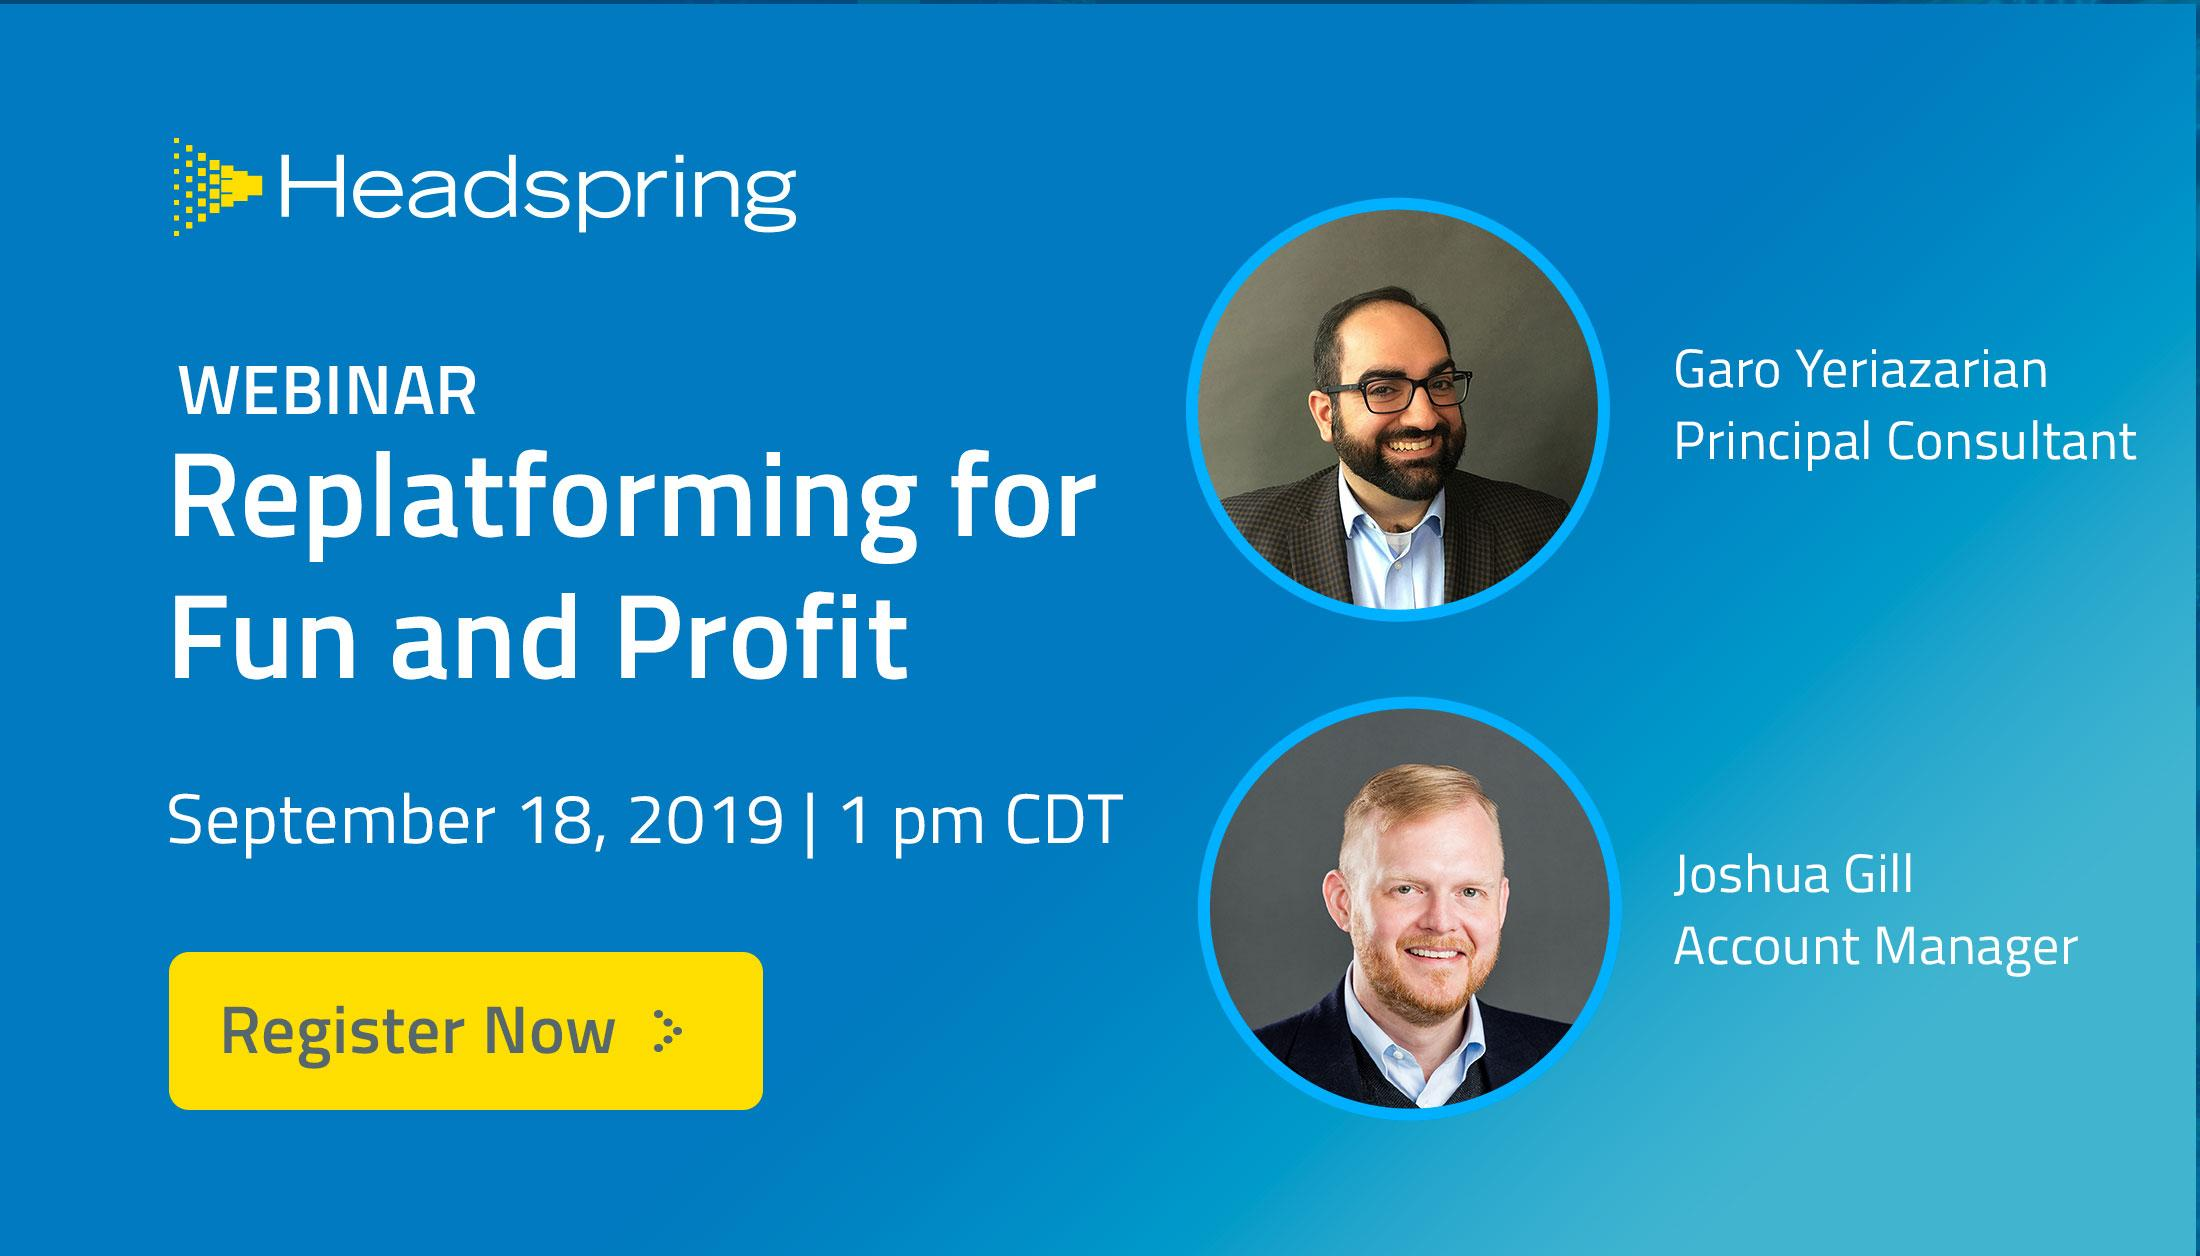 Headspring
WEBINAR
Replatforming for
Fun and Profit
September 18, 2019 | 1 pm CDT
Register Now
Garo Yeriazarian
Principal Consultant
Joshua Gill
Account Manager